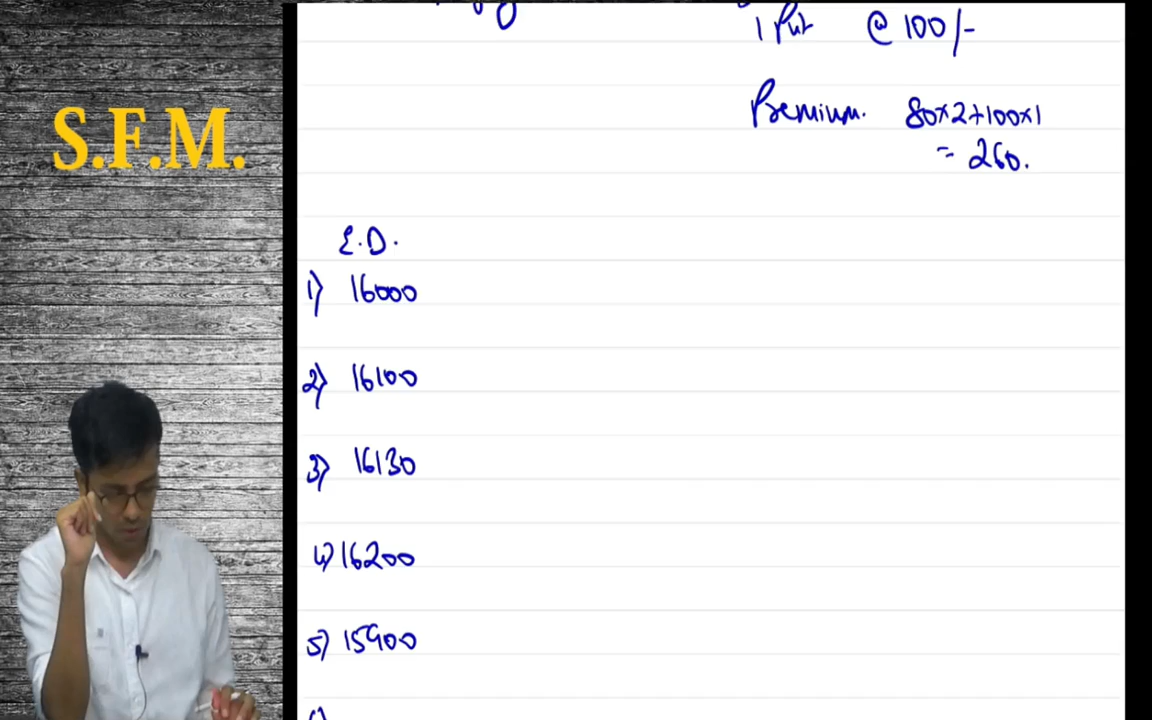 1 Put @ 100/-
S.F.M.
Premium. 80×2+100×1
= 260.
E.D.
1) 16000
2) 16100
3) 16130
4) 16200
5) 15900